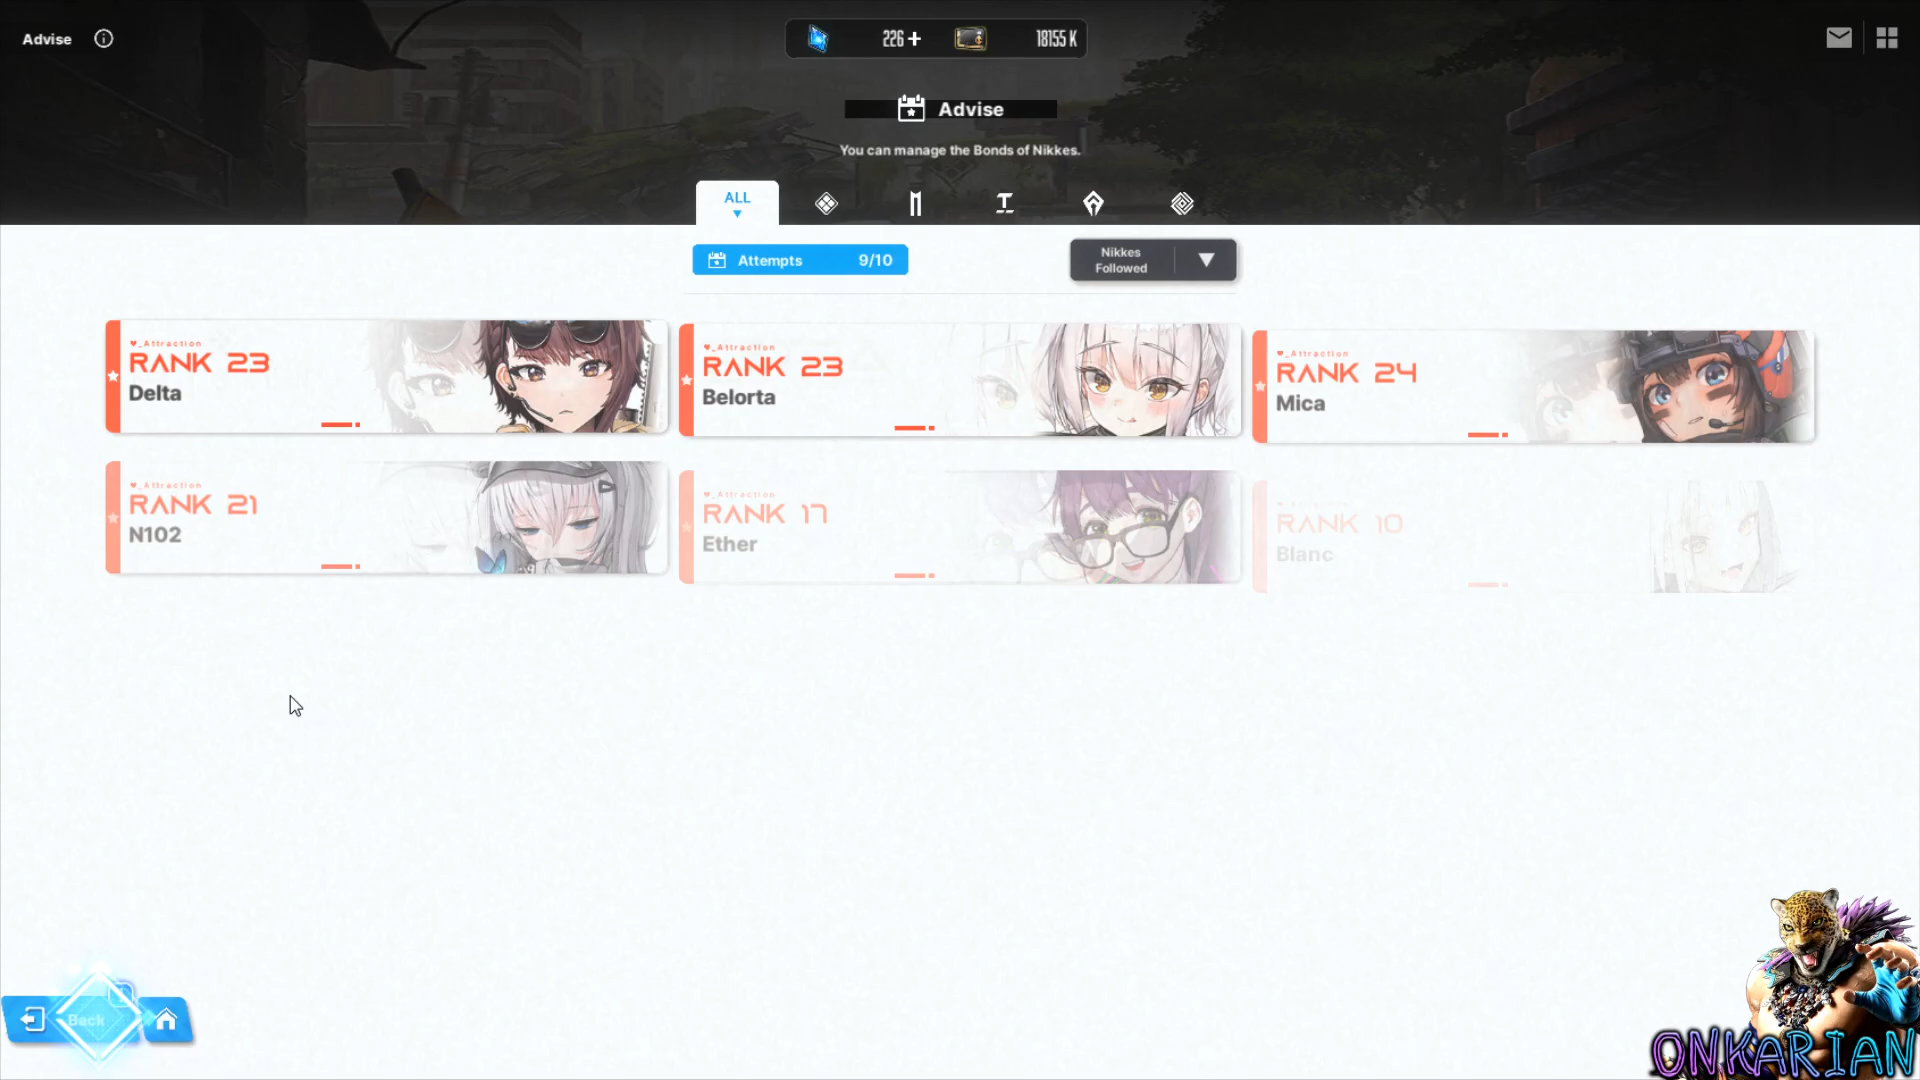 Advise
226
18155 K
Advise
You can manage the Bonds of Nikkes.
ALL
Attempts 9/10
Nikkes
Followed
Attraction
RANK 23
Delta
Attraction
RANK 23
Belorta
Attraction
RANK 24
Mica
Attraction
RANK 21
N102
Attraction
RANK 17
Ether
RANK 10
Blanc
Back
ONKARIAN